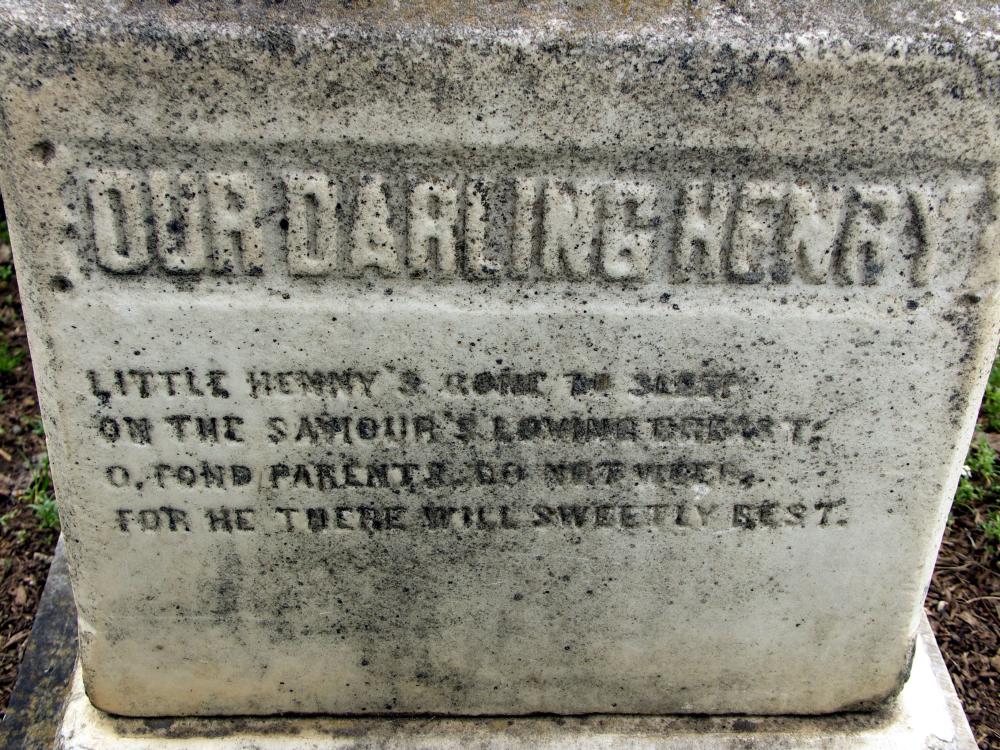 OUR DARLING HENRY
LITTLE HENNY'S GONE TO SLEEP
ON THE SAVIOUR'S LOVING BREAST;
O, FOND PARENTS, DO NOT WEEP,
FOR HE THERE WILL SWEETLY REST.